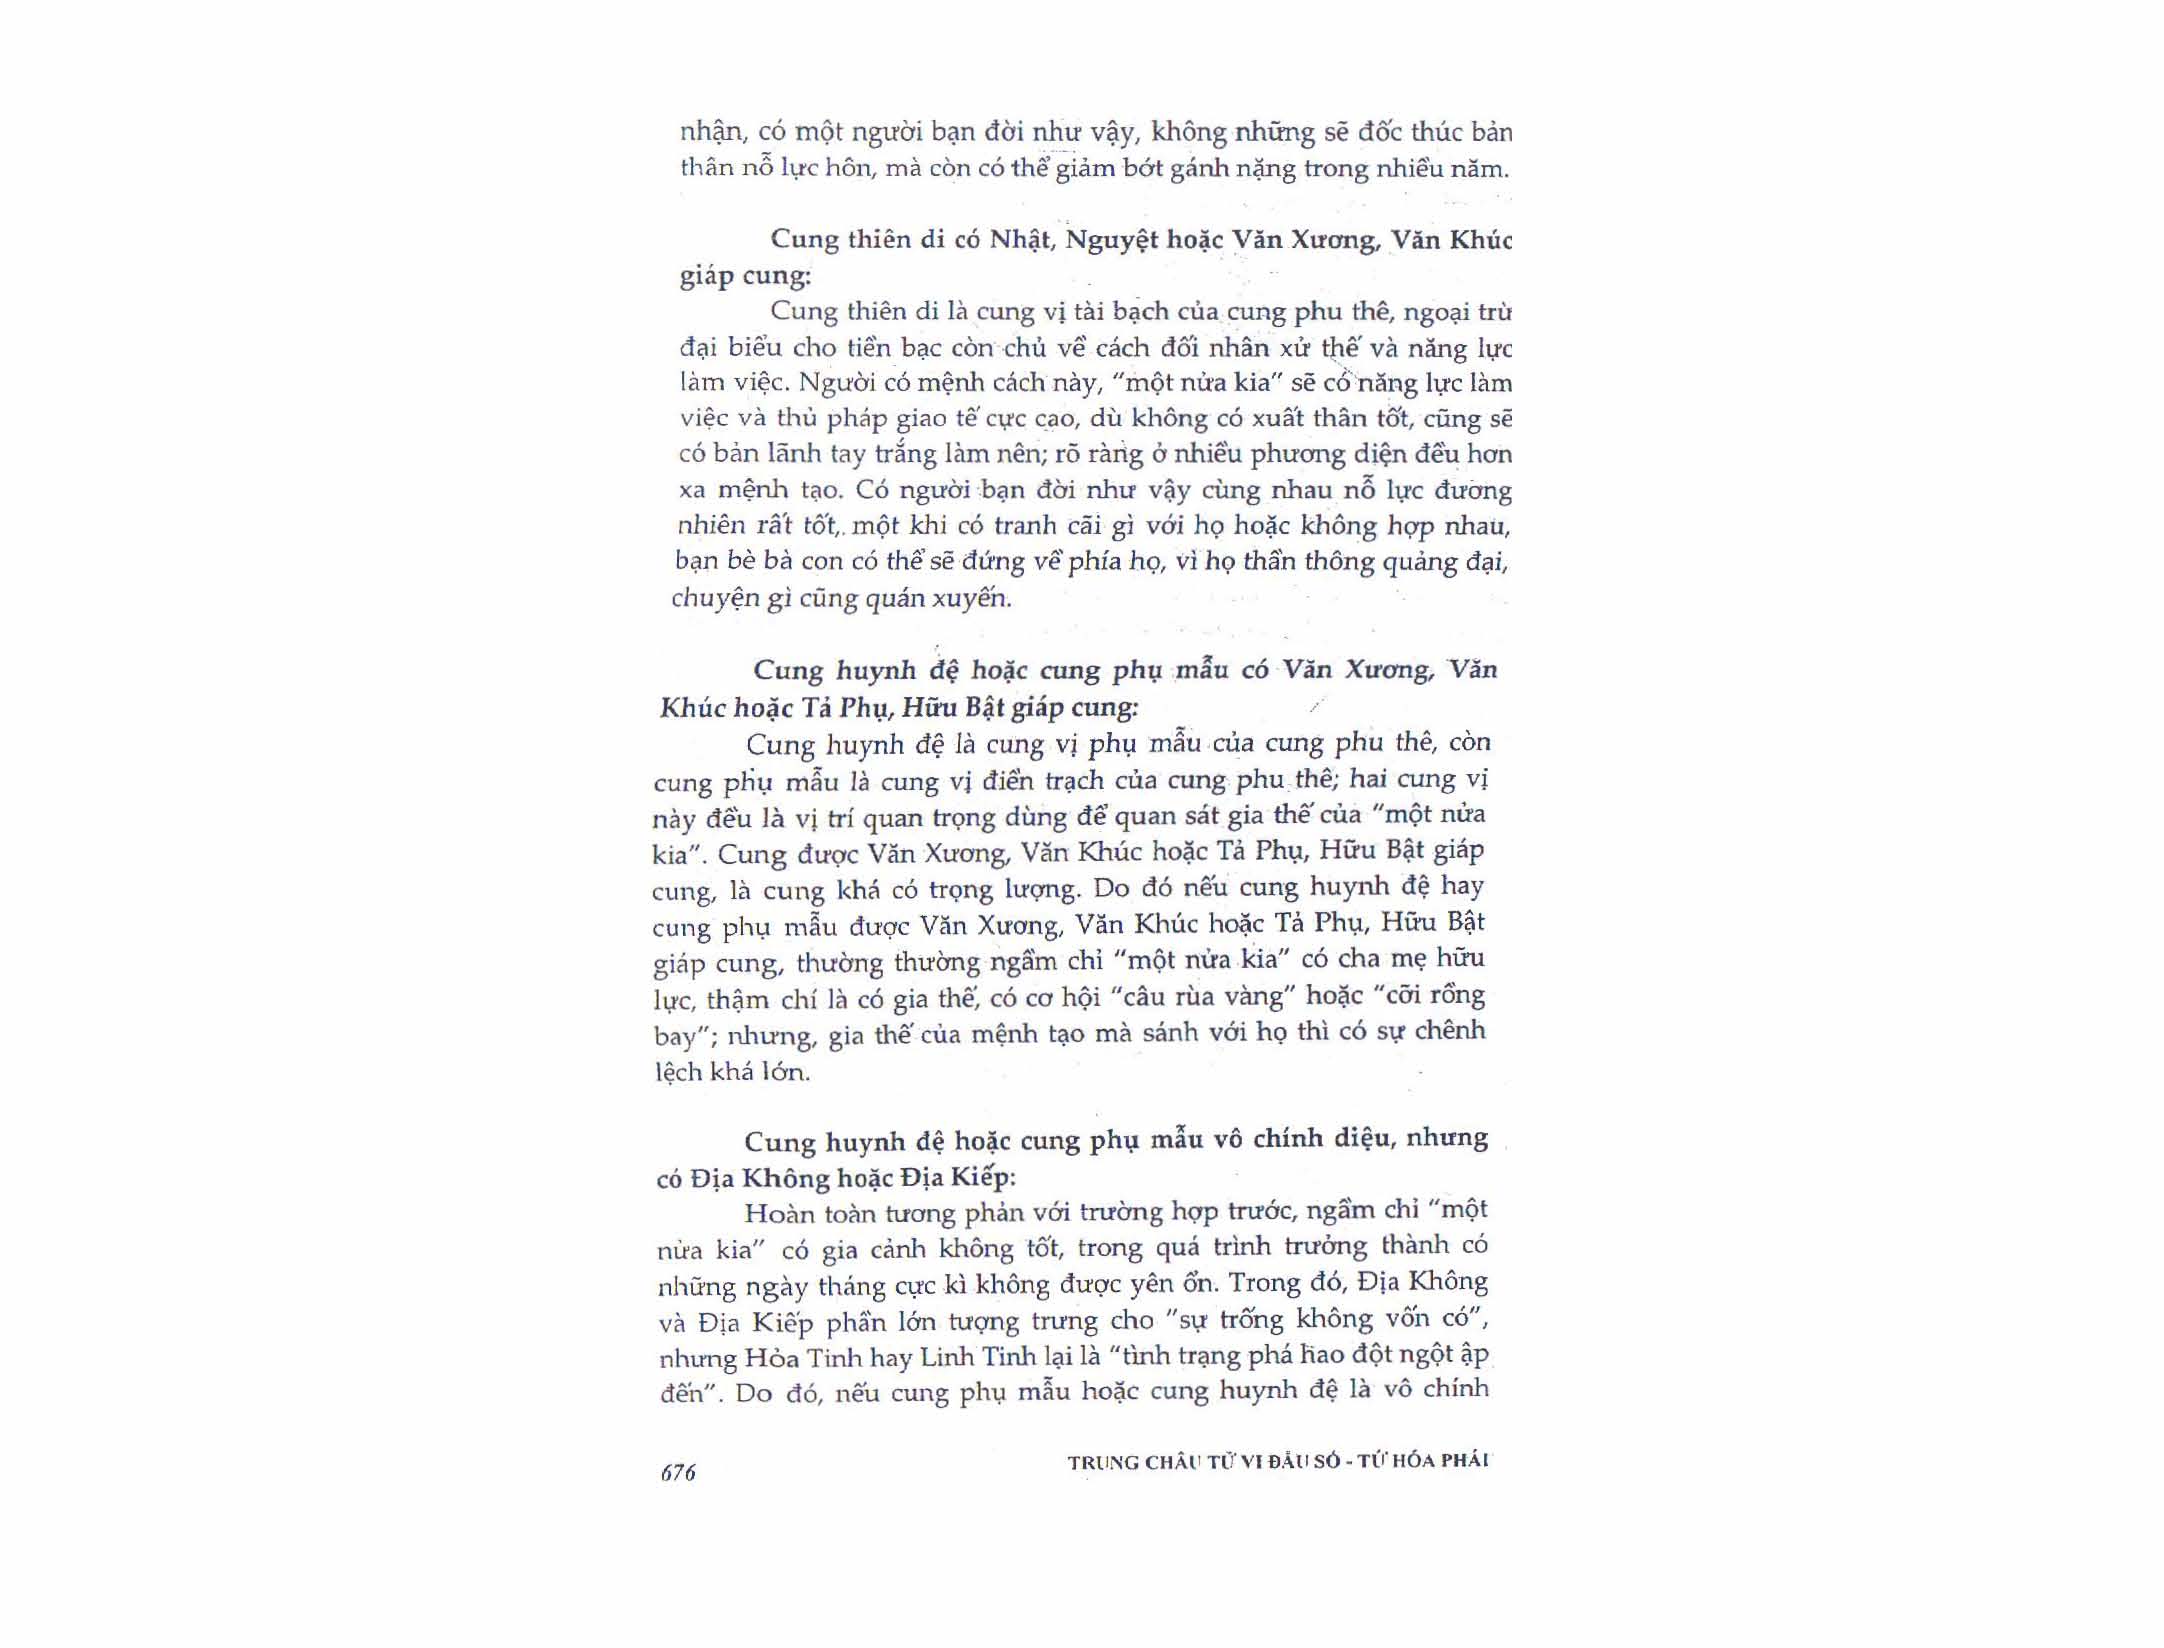 nhận, có một người bạn đời như vậy, không những sẽ đốc thúc bản
thân nỗ lực hôn, mà còn có thể giảm bớt gánh nặng trong nhiều năm.
Cung thiên di có Nhật, Nguyệt hoặc Văn Xương, Văn Khúc
giáp cung:
Cung thiên di là cung vị tài bạch của cung phu thê, ngoại trừ
đại biểu cho tiền bạc còn chủ về cách đối nhân xử thế và năng lực
làm việc. Người có mệnh cách này, "một nửa kia" sẽ có năng lực làm
việc và thủ pháp giao tế cực cao, dù không có xuất thân tốt, cũng sẽ
có bản lãnh tay trắng làm nên; rõ ràng ở nhiều phương diện đều hơn
xa mệnh tạo. Có người bạn đời như vậy cùng nhau nỗ lực đương
nhiên rất tốt, một khi có tranh cãi gì với họ hoặc không hợp nhau,
bạn bè bà con có thể sẽ đứng về phía họ, vì họ thần thông quảng đại,
chuyện gì cũng quán xuyến.
Cung huynh đệ hoặc cung phụ mẫu có Văn Xương, Văn
Khúc hoặc Tả Phụ, Hữu Bật giáp cung:
Cung huynh đệ là cung vị phụ mẫu của cung phu thê, còn
cung phụ mẫu là cung vị điền trạch của cung phu thê; hai cung vị
này đều là vị trí quan trọng dùng để quan sát gia thế của "một nửa
kia". Cung được Văn Xương, Văn Khúc hoặc Tả Phụ, Hữu Bật giáp
cung, là cung khá có trọng lượng. Do đó nếu cung huynh đệ hay
cung phụ mẫu được Văn Xương, Văn Khúc hoặc Tả Phụ, Hữu Bật
giáp cung, thường thường ngầm chỉ "một nửa kia" có cha mẹ hữu
lực, thậm chí là có gia thế, có cơ hội "câu rùa vàng" hoặc "cỡi rồng
bay"; nhưng, gia thế của mệnh tạo mà sánh với họ thì có sự chênh
lệch khá lớn.
Cung huynh đệ hoặc cung phụ mẫu vô chính diệu, nhưng
có Địa Không hoặc Địa Kiếp:
Hoàn toàn tương phản với trường hợp trước, ngầm chỉ "một
nửa kia" có gia cảnh không tốt, trong quá trình trưởng thành có
những ngày tháng cực kì không được yên ổn. Trong đó, Địa Không
và Địa Kiếp phần lớn tượng trưng cho "sự trống không vốn có",
nhưng Hỏa Tinh hay Linh Tinh lại là "tình trạng phá hao đột ngột ập
đến". Do đó, nếu cung phụ mẫu hoặc cung huynh đệ là vô chính
676 TRUNG CHÂU TỬ VI ĐẨU SỐ - TỨ HÓA PHÁI